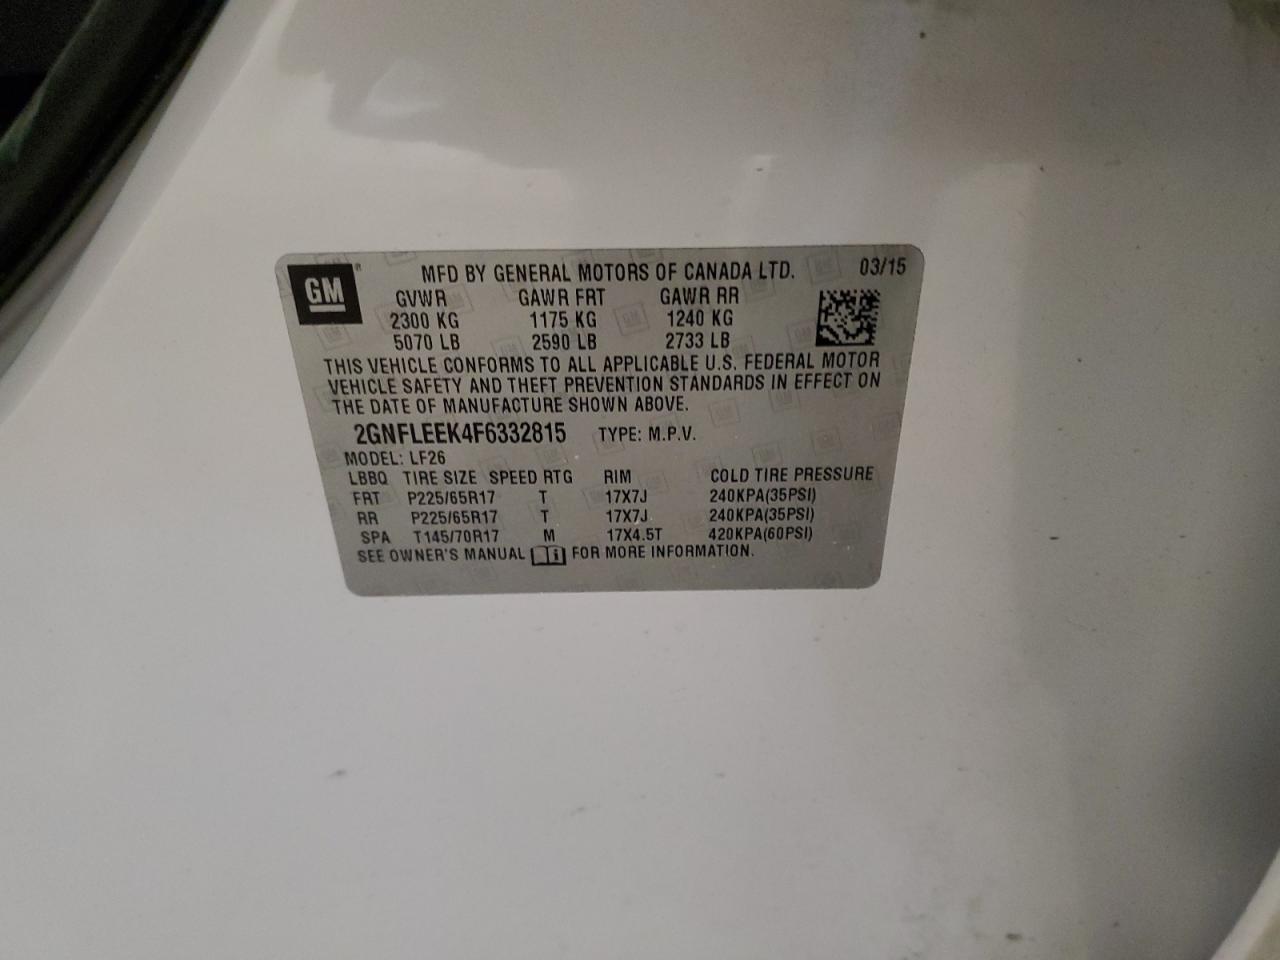 GM ® MFD BY GENERAL MOTORS OF CANADA LTD. 03/15
GVWR GAWR FRT GAWR RR
2300 KG 1175 KG 1240 KG
5070 LB 2590 LB 2733 LB
THIS VEHICLE CONFORMS TO ALL APPLICABLE U.S. FEDERAL MOTOR
VEHICLE SAFETY AND THEFT PREVENTION STANDARDS IN EFFECT ON
THE DATE OF MANUFACTURE SHOWN ABOVE.
2GNFLEEK4F6332815 TYPE: M.P.V.
MODEL: LF26
LBBQ TIRE SIZE SPEED RTG RIM COLD TIRE PRESSURE
FRT P225/65R17 T 17X7J 240KPA(35PSI)
RR P225/65R17 T 17X7J 240KPA(35PSI)
SPA T145/70R17 M 17X4.5T 420KPA(60PSI)
SEE OWNER'S MANUAL i FOR MORE INFORMATION.